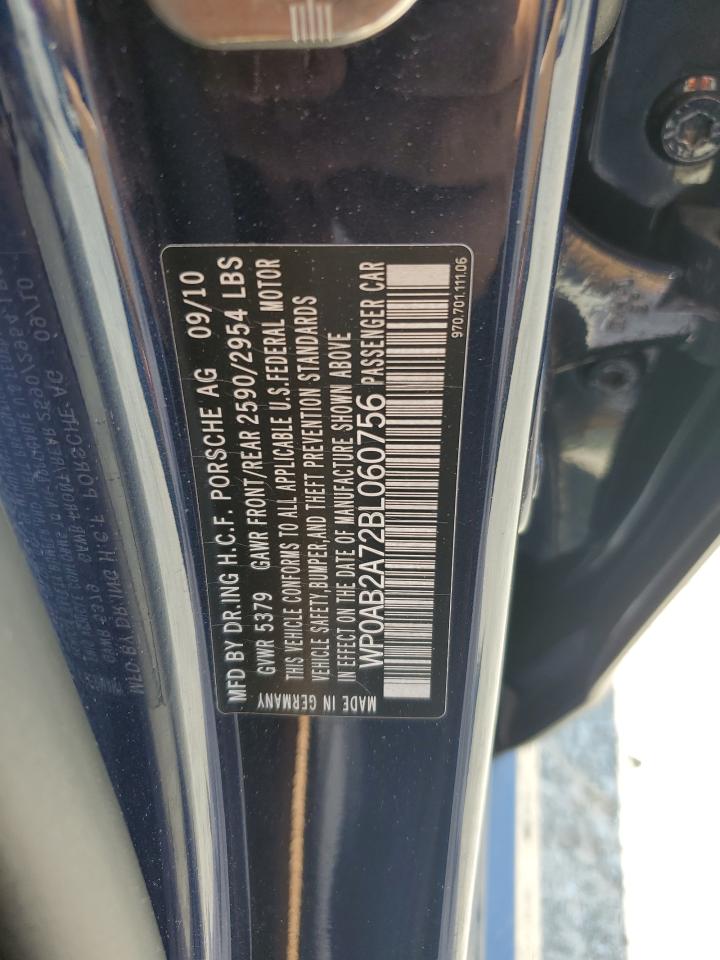 MFD BY DR.ING H.C.F. PORSCHE AG 09/10
GVWR 5379 GAWR FRONT/REAR 2590/2954 LBS
THIS VEHICLE CONFORMS TO ALL APPLICABLE U.S.FEDERAL MOTOR
VEHICLE SAFETY,BUMPER,AND THEFT PREVENTION STANDARDS
IN EFFECT ON THE DATE OF MANUFACTURE SHOWN ABOVE
WP0AB2A72BL060756 PASSENGER CAR
MADE IN GERMANY
970.701.111.06